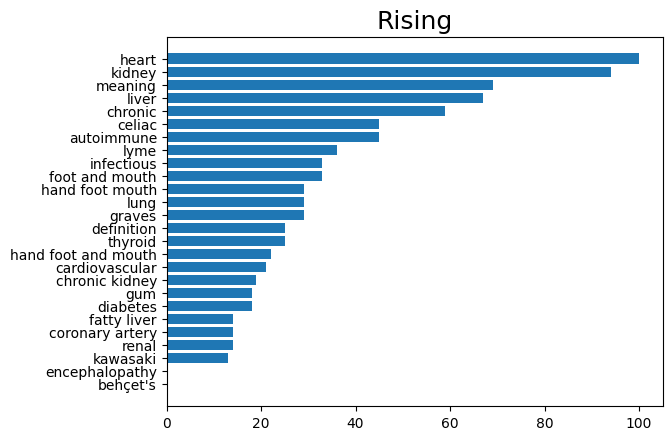 Rising
heart
kidney
meaning
liver
chronic
celiac
autoimmune
lyme
infectious
foot and mouth
hand foot mouth
lung
graves
definition
thyroid
hand foot and mouth
cardiovascular
chronic kidney
gum
diabetes
fatty liver
coronary artery
renal
kawasaki
encephalopathy
behçet's
0 20 40 60 80 100